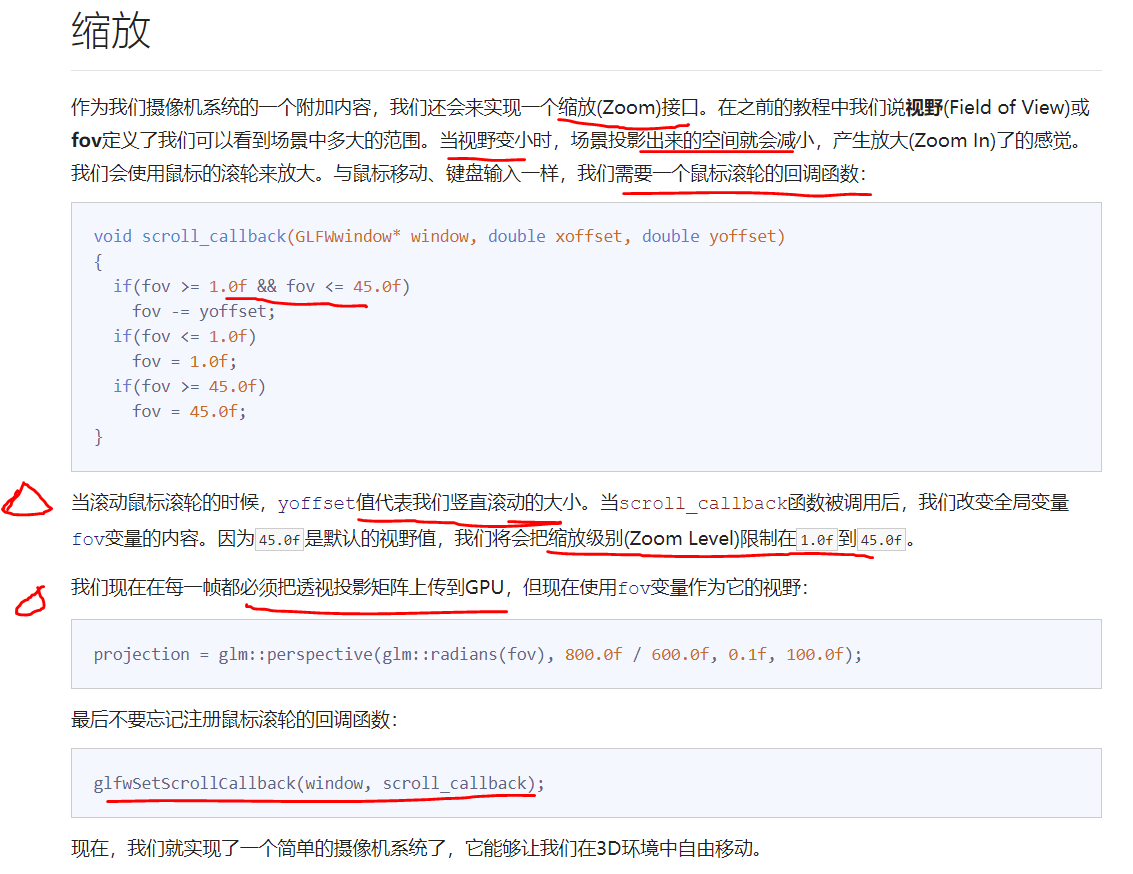 缩放
作为我们摄像机系统的一个附加内容，我们还会来实现一个缩放(Zoom)接口。在之前的教程中我们说视野(Field of View)或
fov定义了我们可以看到场景中多大的范围。当视野变小时，场景投影出来的空间就会减小，产生放大(Zoom In)了的感觉。
我们会使用鼠标的滚轮来放大。与鼠标移动、键盘输入一样，我们需要一个鼠标滚轮的回调函数：
void scroll_callback(GLFWwindow* window, double xoffset, double yoffset)
{
  if(fov >= 1.0f && fov <= 45.0f)
    fov -= yoffset;
  if(fov <= 1.0f)
    fov = 1.0f;
  if(fov >= 45.0f)
    fov = 45.0f;
}
当滚动鼠标滚轮的时候，yoffset值代表我们竖直滚动的大小。当scroll_callback函数被调用后，我们改变全局变量
fov变量的内容。因为45.0f是默认的视野值，我们将会把缩放级别(Zoom Level)限制在1.0f到45.0f。
我们现在在每一帧都必须把透视投影矩阵上传到GPU，但现在使用fov变量作为它的视野：
projection = glm::perspective(glm::radians(fov), 800.0f / 600.0f, 0.1f, 100.0f);
最后不要忘记注册鼠标滚轮的回调函数：
glfwSetScrollCallback(window, scroll_callback);
现在，我们就实现了一个简单的摄像机系统了，它能够让我们在3D环境中自由移动。